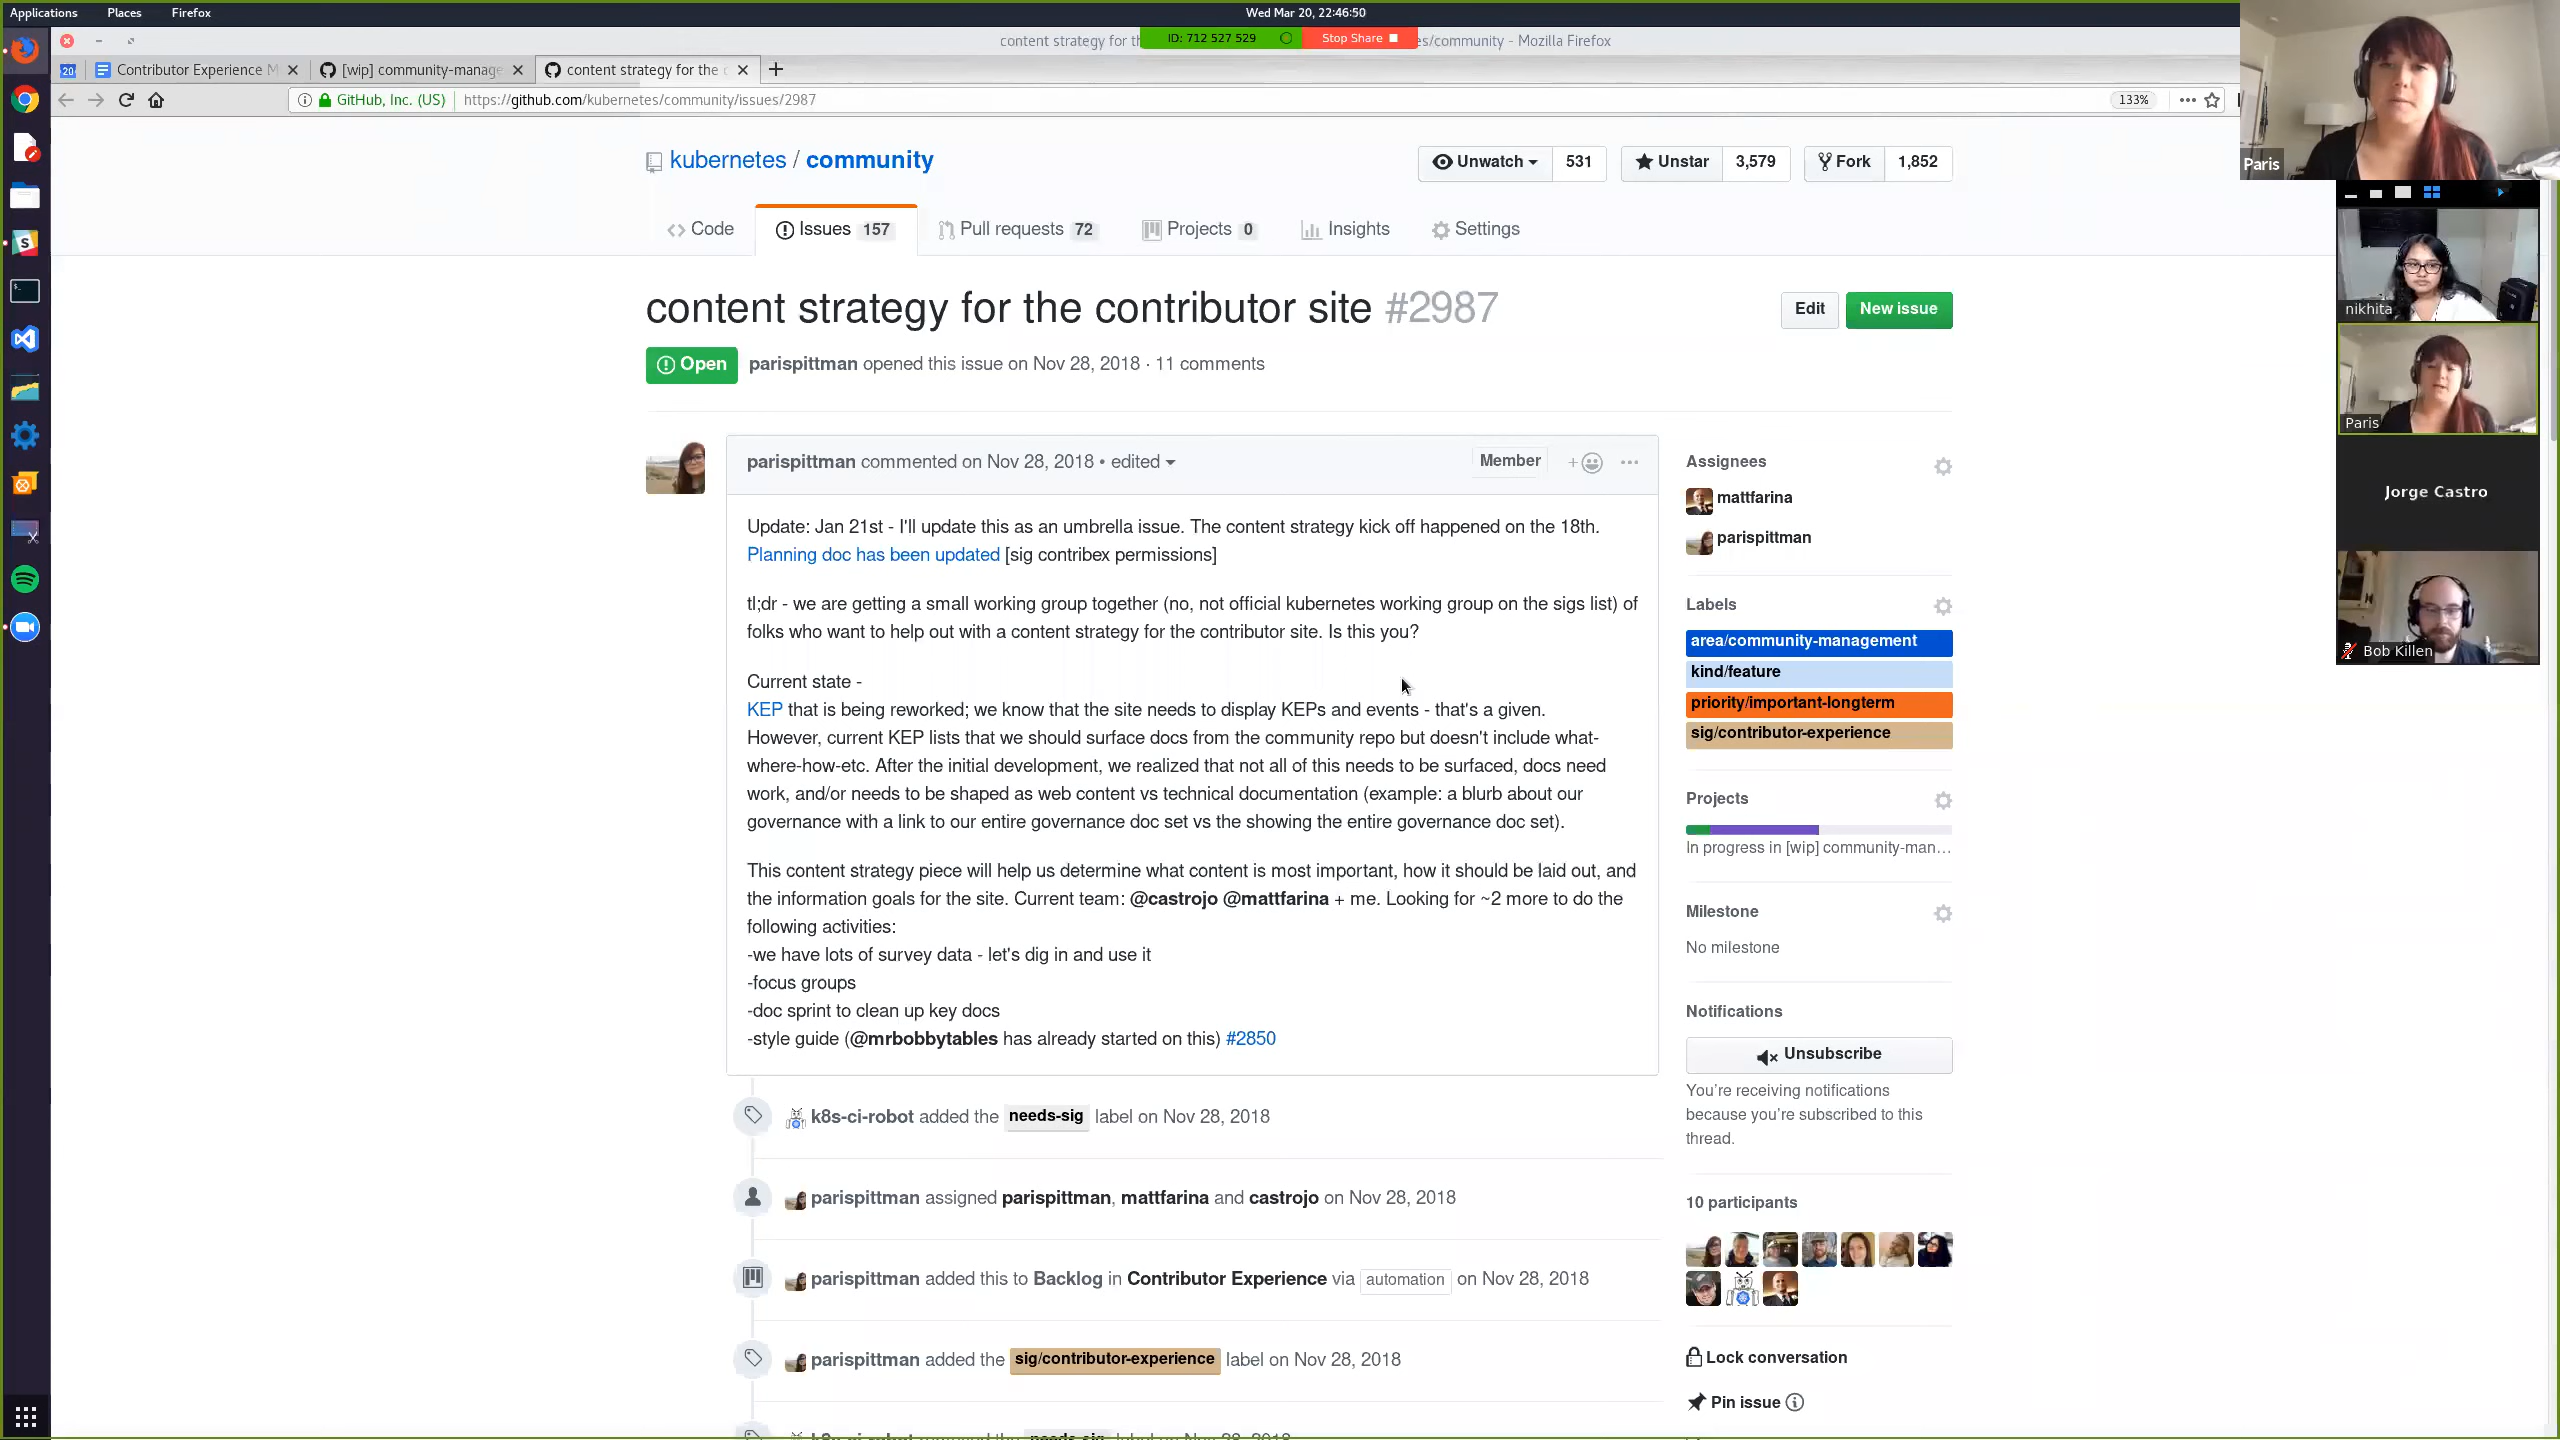 Applications Places Firefox Wed Mar 20, 22:46:50
content strategy for th ID: 712 527 529 Stop Share es/community - Mozilla Firefox
Contributor Experience M [wip] community-manage content strategy for the c
GitHub, Inc. (US) https://github.com/kubernetes/community/issues/2987 133%
Paris
kubernetes / community Unwatch 531 Unstar 3,579 Fork 1,852
Code Issues 157 Pull requests 72 Projects 0 Insights Settings
content strategy for the contributor site #2987 Edit New issue
Open parispittman opened this issue on Nov 28, 2018 · 11 comments
parispittman commented on Nov 28, 2018 • edited Member
Update: Jan 21st - I'll update this as an umbrella issue. The content strategy kick off happened on the 18th.
Planning doc has been updated [sig contribex permissions]
tl;dr - we are getting a small working group together (no, not official kubernetes working group on the sigs list) of
folks who want to help out with a content strategy for the contributor site. Is this you?
Current state -
KEP that is being reworked; we know that the site needs to display KEPs and events - that's a given.
However, current KEP lists that we should surface docs from the community repo but doesn't include what-
where-how-etc. After the initial development, we realized that not all of this needs to be surfaced, docs need
work, and/or needs to be shaped as web content vs technical documentation (example: a blurb about our
governance with a link to our entire governance doc set vs the showing the entire governance doc set).
This content strategy piece will help us determine what content is most important, how it should be laid out, and
the information goals for the site. Current team: @castrojo @mattfarina + me. Looking for ~2 more to do the
following activities:
-we have lots of survey data - let's dig in and use it
-focus groups
-doc sprint to clean up key docs
-style guide (@mrbobbytables has already started on this) #2850
k8s-ci-robot added the needs-sig label on Nov 28, 2018
parispittman assigned parispittman, mattfarina and castrojo on Nov 28, 2018
parispittman added this to Backlog in Contributor Experience via automation on Nov 28, 2018
parispittman added the sig/contributor-experience label on Nov 28, 2018
Assignees
mattfarina
parispittman
Labels
area/community-management
kind/feature
priority/important-longterm
sig/contributor-experience
Projects
In progress in [wip] community-man...
Milestone
No milestone
Notifications
Unsubscribe
You're receiving notifications
because you're subscribed to this
thread.
10 participants
Lock conversation
Pin issue
nikhita
Paris
Jorge Castro
Bob Killen